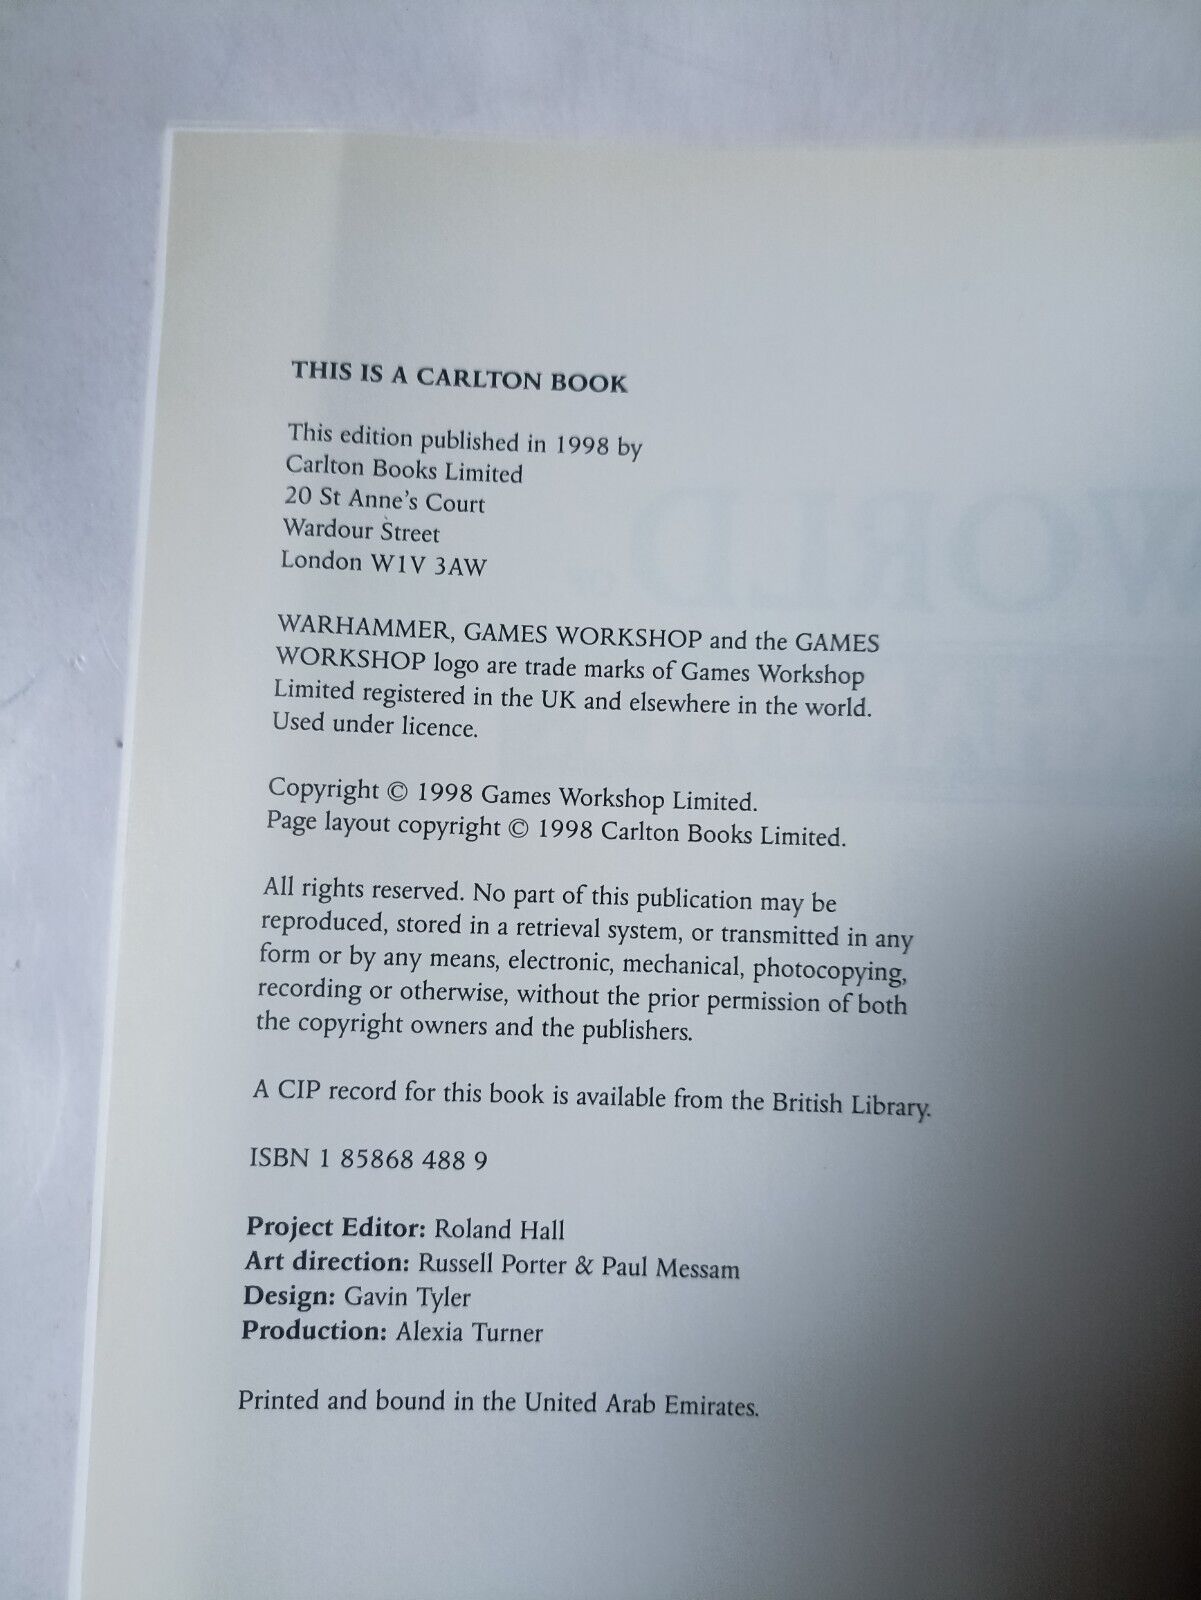 THIS IS A CARLTON BOOK
This edition published in 1998 by
Carlton Books Limited
20 St Anne's Court
Wardour Street
London W1V 3AW
WARHAMMER, GAMES WORKSHOP and the GAMES
WORKSHOP logo are trade marks of Games Workshop
Limited registered in the UK and elsewhere in the world.
Used under licence.
Copyright © 1998 Games Workshop Limited.
Page layout copyright © 1998 Carlton Books Limited.
All rights reserved. No part of this publication may be
reproduced, stored in a retrieval system, or transmitted in any
form or by any means, electronic, mechanical, photocopying,
recording or otherwise, without the prior permission of both
the copyright owners and the publishers.
A CIP record for this book is available from the British Library.
ISBN 1 85868 488 9
Project Editor: Roland Hall
Art direction: Russell Porter & Paul Messam
Design: Gavin Tyler
Production: Alexia Turner
Printed and bound in the United Arab Emirates.